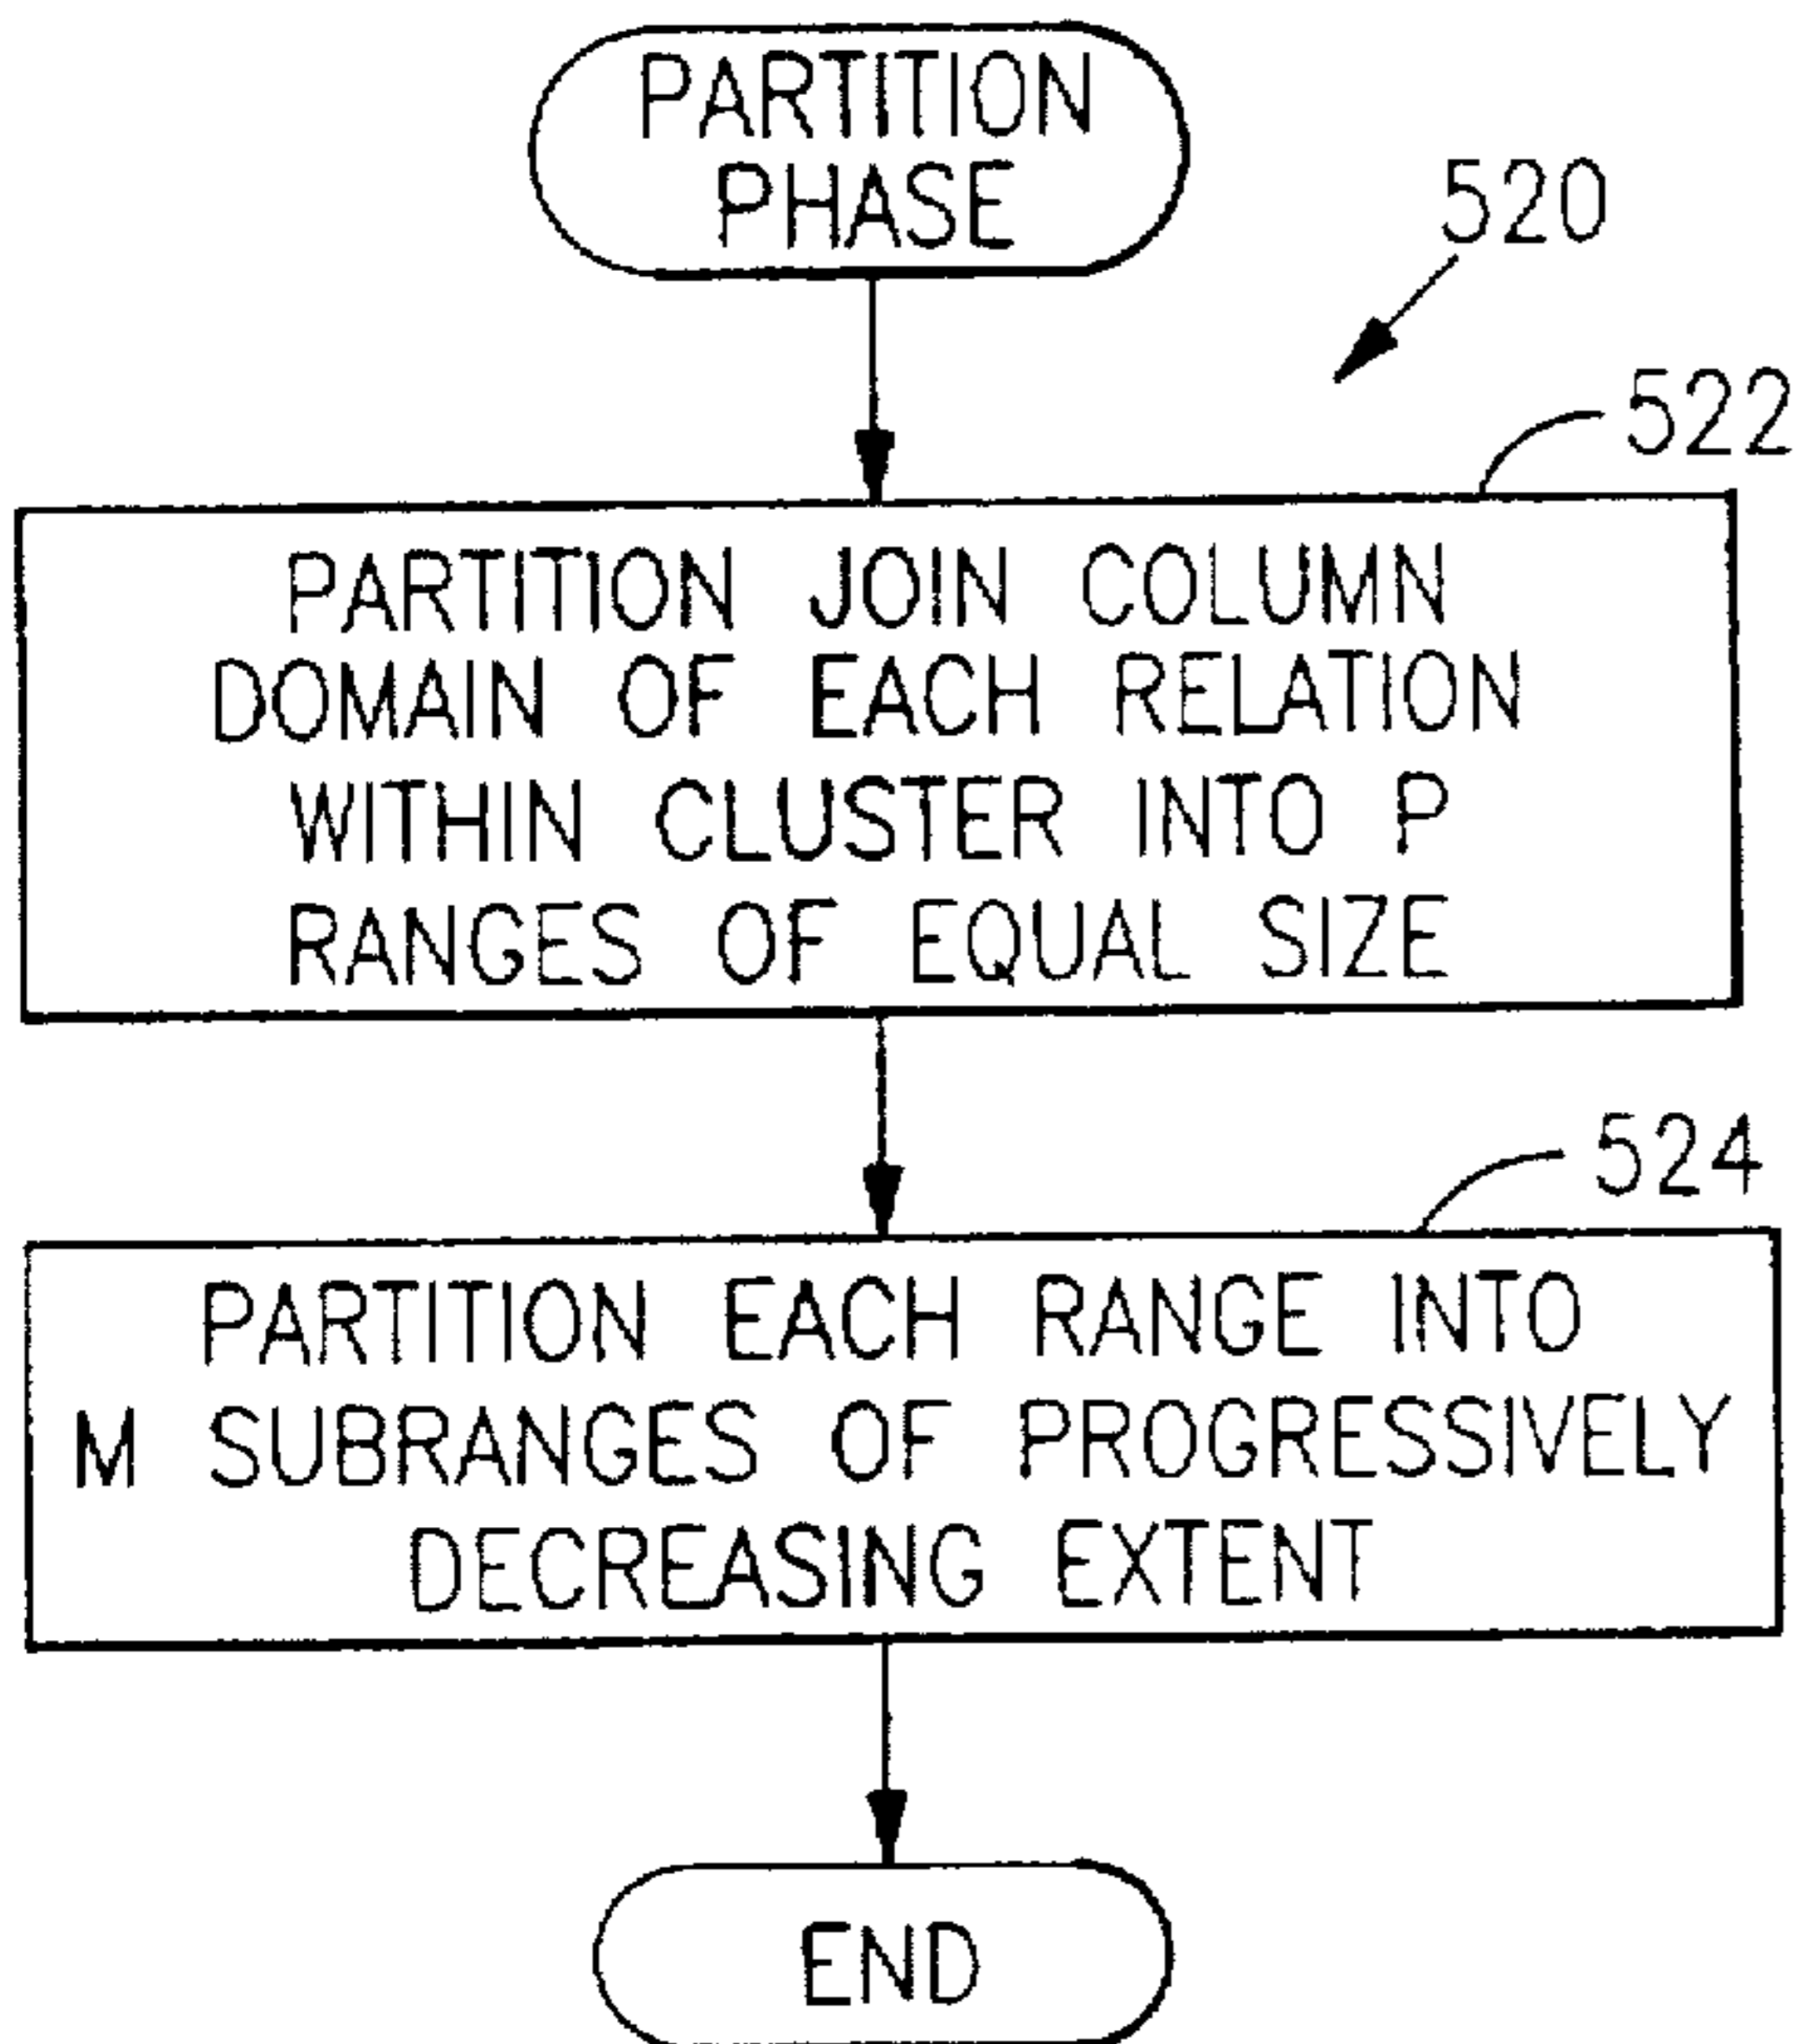 PARTITION
PHASE
520
522
PARTITION JOIN COLUMN
DOMAIN OF EACH RELATION
WITHIN CLUSTER INTO P
RANGES OF EQUAL SIZE
524
PARTITION EACH RANGE INTO
M SUBRANGES OF PROGRESSIVELY
DECREASING EXTENT
END